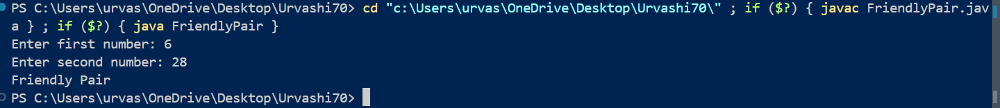 PS C:\Users\urvas\OneDrive\Desktop\Urvashi70> cd "c:\Users\urvas\OneDrive\Desktop\Urvashi70\" ; if ($?) { javac FriendlyPair.jav
a } ; if ($?) { java FriendlyPair }
Enter first number: 6
Enter second number: 28
Friendly Pair
PS C:\Users\urvas\OneDrive\Desktop\Urvashi70>